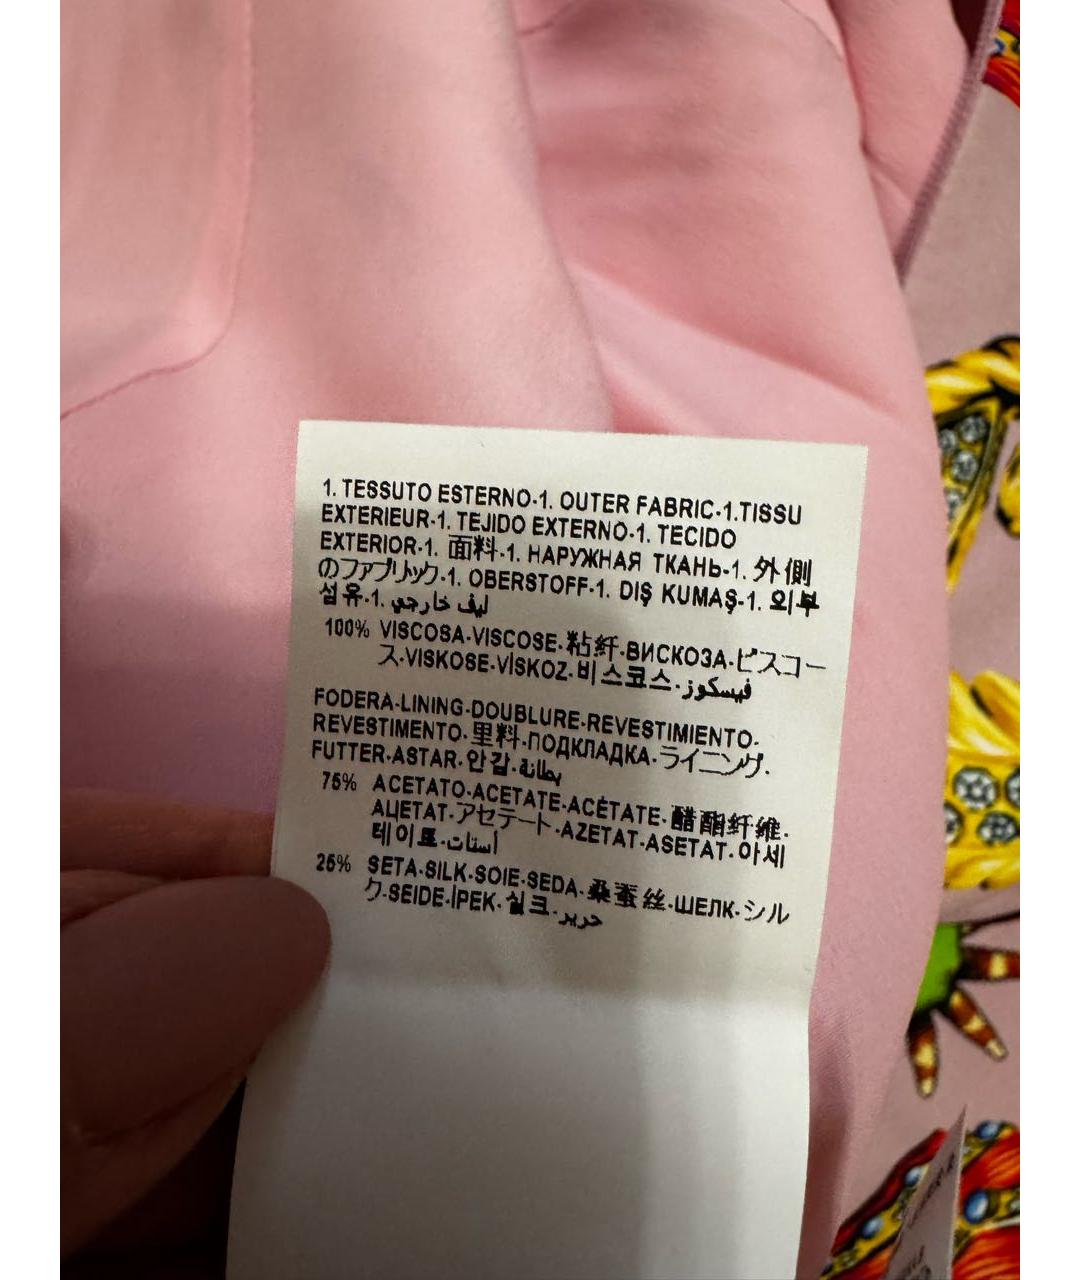 1. TESSUTO ESTERNO-1. OUTER FABRIC-1.TISSU
EXTERIEUR-1. TEJIDO EXTERNO-1. TECIDO
EXTERIOR-1. 面料-1. НАРУЖНАЯ ТКАНЬ-1. 外側
のファブリック-1. OBERSTOFF-1. DIŞ KUMAŞ-1. 외부
섬유-1. ليف خارجي
100% VISCOSA-VISCOSE-粘纤-ВИСКОЗА-ビスコー
ス-VISKOSE-VİSKOZ-비스코스-فيسكوز
FODERA-LINING-DOUBLURE-REVESTIMIENTO-
REVESTIMENTO-里料-ПОДКЛАДКА-ライニング-
FUTTER-ASTAR-안감-بطانة
75% ACETATO-ACETATE-ACÉTATE-醋酯纤维-
АЦЕТАТ-アセテート-AZETAT-ASETAT-아세
테이트-أستات
25% SETA-SILK-SOIE-SEDA-桑蚕丝-ШЕЛК-シル
ク-SEIDE-İPEK-실크-حرير